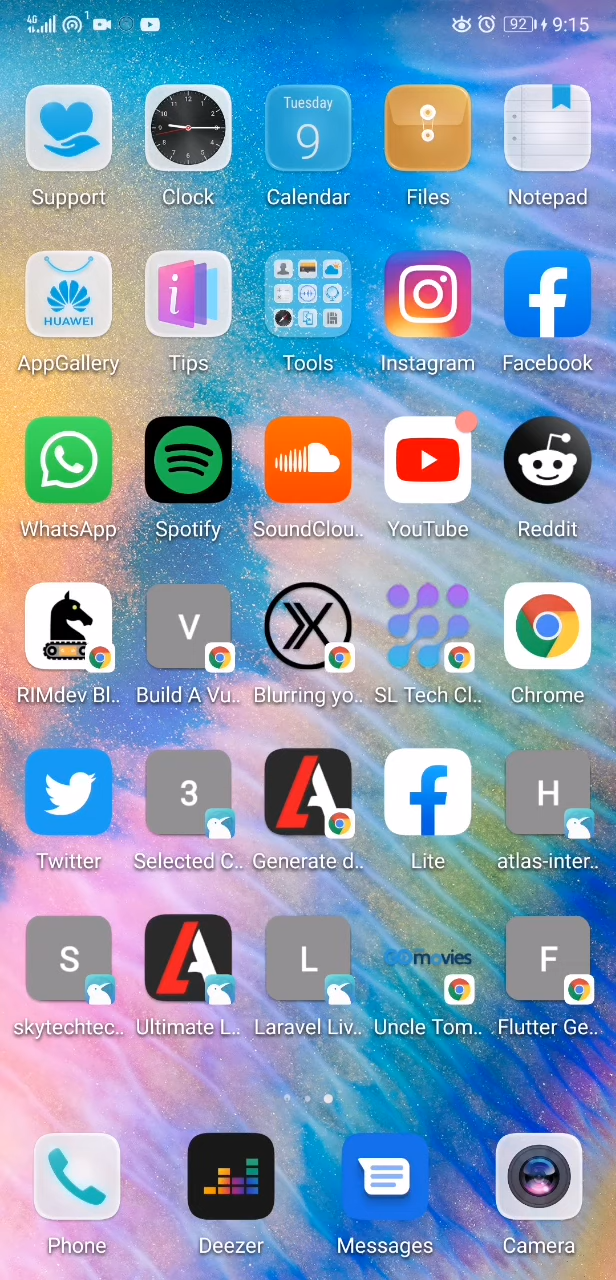 4G 1 92 9:15
Tuesday
9
Support Clock Calendar Files Notepad
HUAWEI
AppGallery Tips Tools Instagram Facebook
WhatsApp Spotify SoundClou.. YouTube Reddit
V
RIMdev Bl.. Build A Vu.. Blurring yo.. SL Tech Cl.. Chrome
3 H
Twitter Selected C.. Generate d.. Lite atlas-inter..
S L GOmovies F
skytechtec.. Ultimate L.. Laravel Liv.. Uncle Tom.. Flutter Ge..
Phone Deezer Messages Camera